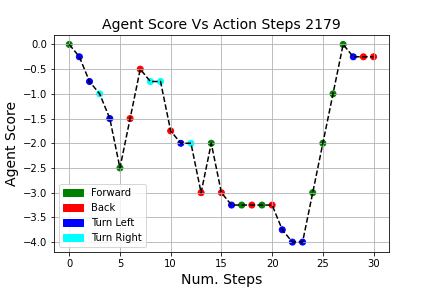 Agent Score Vs Action Steps 2179
Agent Score
0.0
−0.5
−1.0
−1.5
−2.0
−2.5
−3.0
−3.5
−4.0
Forward
Back
Turn Left
Turn Right
0 5 10 15 20 25 30
Num. Steps